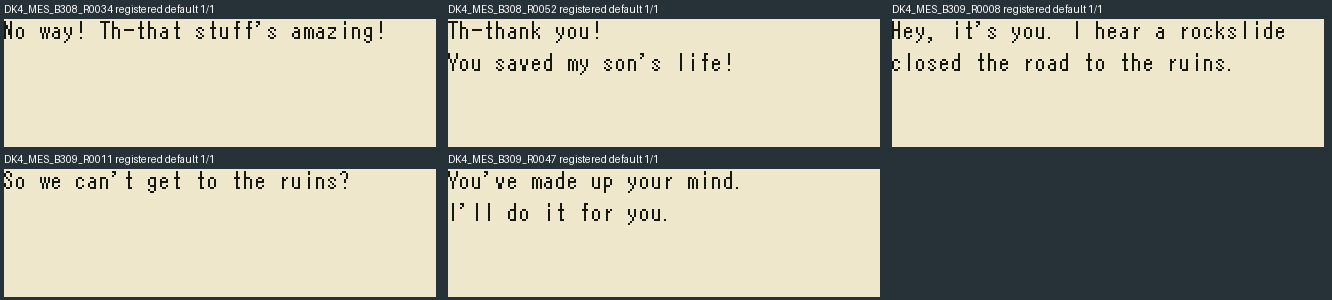 DK4_MES_B308_R0034 registered default 1/1
No way! Th-that stuff's amazing!
DK4_MES_B308_R0052 registered default 1/1
Th-thank you!
You saved my son's life!
DK4_MES_B309_R0008 registered default 1/1
Hey, it's you. I hear a rockslide
closed the road to the ruins.
DK4_MES_B309_R0011 registered default 1/1
So we can't get to the ruins?
DK4_MES_B309_R0047 registered default 1/1
You've made up your mind.
I'll do it for you.